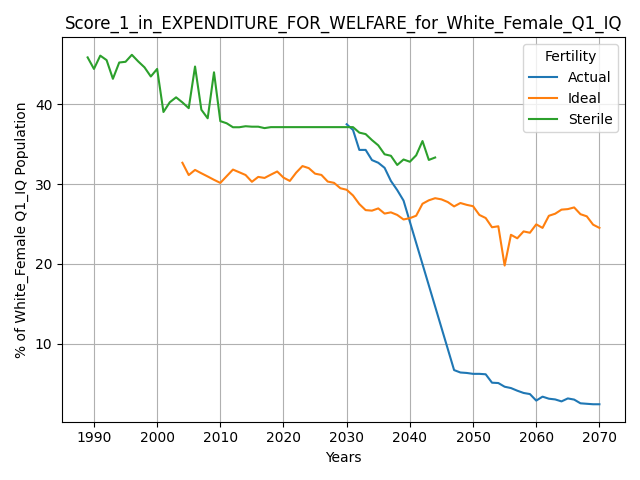 Score_1_in_EXPENDITURE_FOR_WELFARE_for_White_Female_Q1_IQ
Fertility
Actual
Ideal
Sterile
% of White_Female Q1_IQ Population
40
30
20
10
1990 2000 2010 2020 2030 2040 2050 2060 2070
Years